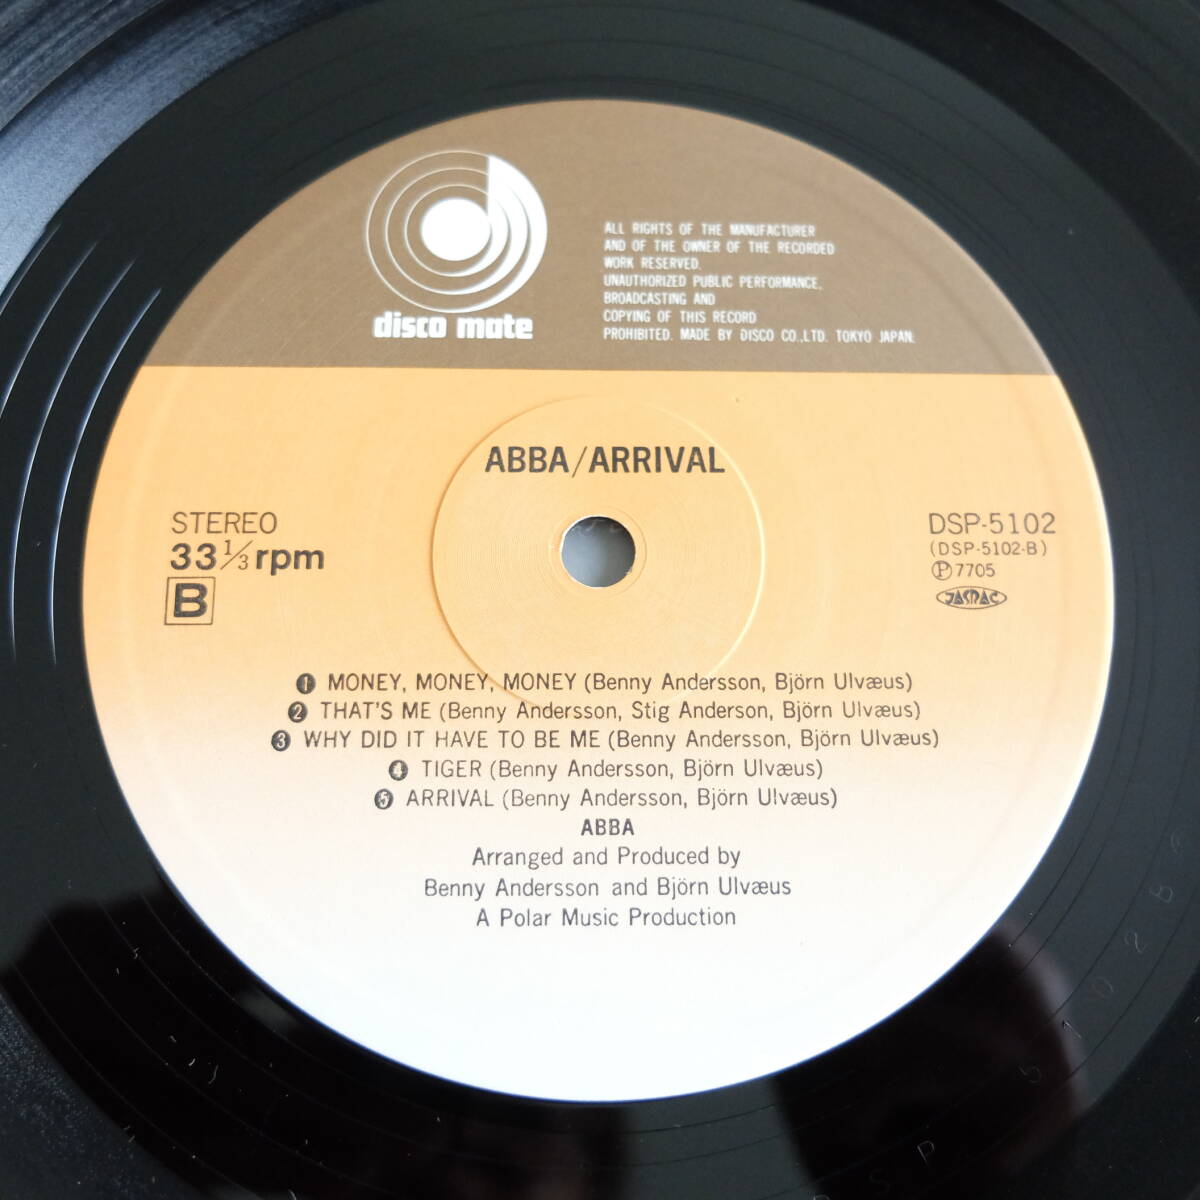 disco mate
ALL RIGHTS OF THE MANUFACTURER
AND OF THE OWNER OF THE RECORDED
WORK RESERVED.
UNAUTHORIZED PUBLIC PERFORMANCE,
BROADCASTING AND
COPYING OF THIS RECORD
PROHIBITED. MADE BY DISCO CO.,LTD. TOKYO JAPAN.
ABBA/ARRIVAL
STEREO
33 1/3 rpm
B
DSP-5102
(DSP-5102-B)
Ⓟ7705
JASRAC
❶ MONEY, MONEY, MONEY (Benny Andersson, Björn Ulvæus)
❷ THAT'S ME (Benny Andersson, Stig Anderson, Björn Ulvæus)
❸ WHY DID IT HAVE TO BE ME (Benny Andersson, Björn Ulvæus)
❹ TIGER (Benny Andersson, Björn Ulvæus)
❺ ARRIVAL (Benny Andersson, Björn Ulvæus)
ABBA
Arranged and Produced by
Benny Andersson and Björn Ulvæus
A Polar Music Production